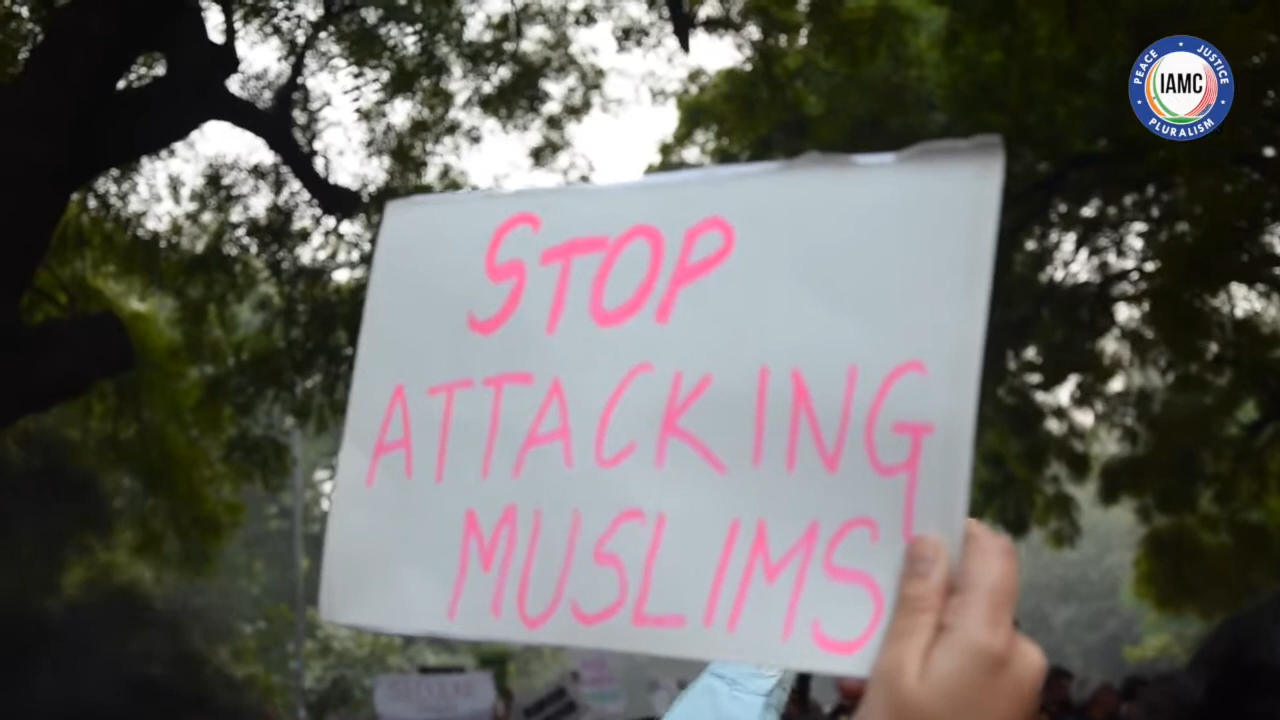 PEACE JUSTICE
IAMC
PLURALISM
STOP
ATTACKING
MUSLIMS